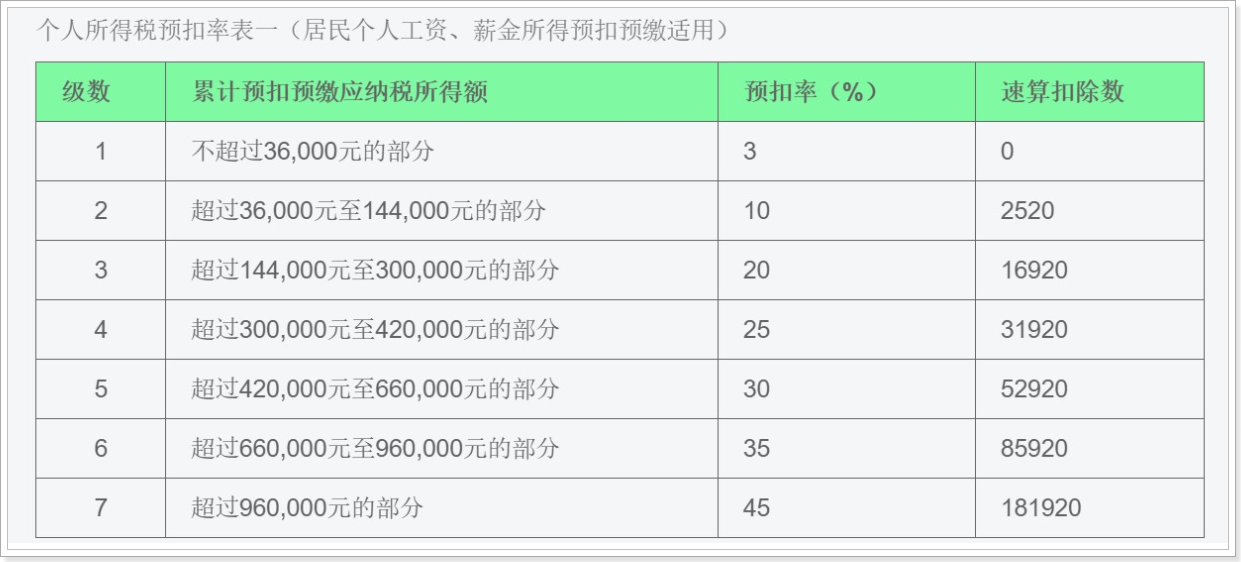 个人所得税预扣率表一（居民个人工资、薪金所得预扣预缴适用）
级数 累计预扣预缴应纳税所得额 预扣率（%） 速算扣除数
1 不超过36,000元的部分 3 0
2 超过36,000元至144,000元的部分 10 2520
3 超过144,000元至300,000元的部分 20 16920
4 超过300,000元至420,000元的部分 25 31920
5 超过420,000元至660,000元的部分 30 52920
6 超过660,000元至960,000元的部分 35 85920
7 超过960,000元的部分 45 181920